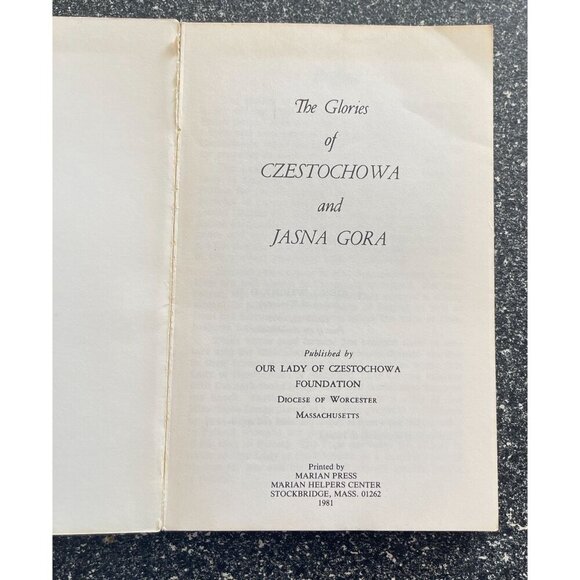 The Glories
of
CZESTOCHOWA
and
JASNA GORA
Published by
OUR LADY OF CZESTOCHOWA
FOUNDATION
DIOCESE OF WORCESTER
MASSACHUSETTS
Printed by
MARIAN PRESS
MARIAN HELPERS CENTER
STOCKBRIDGE, MASS. 01262
1981